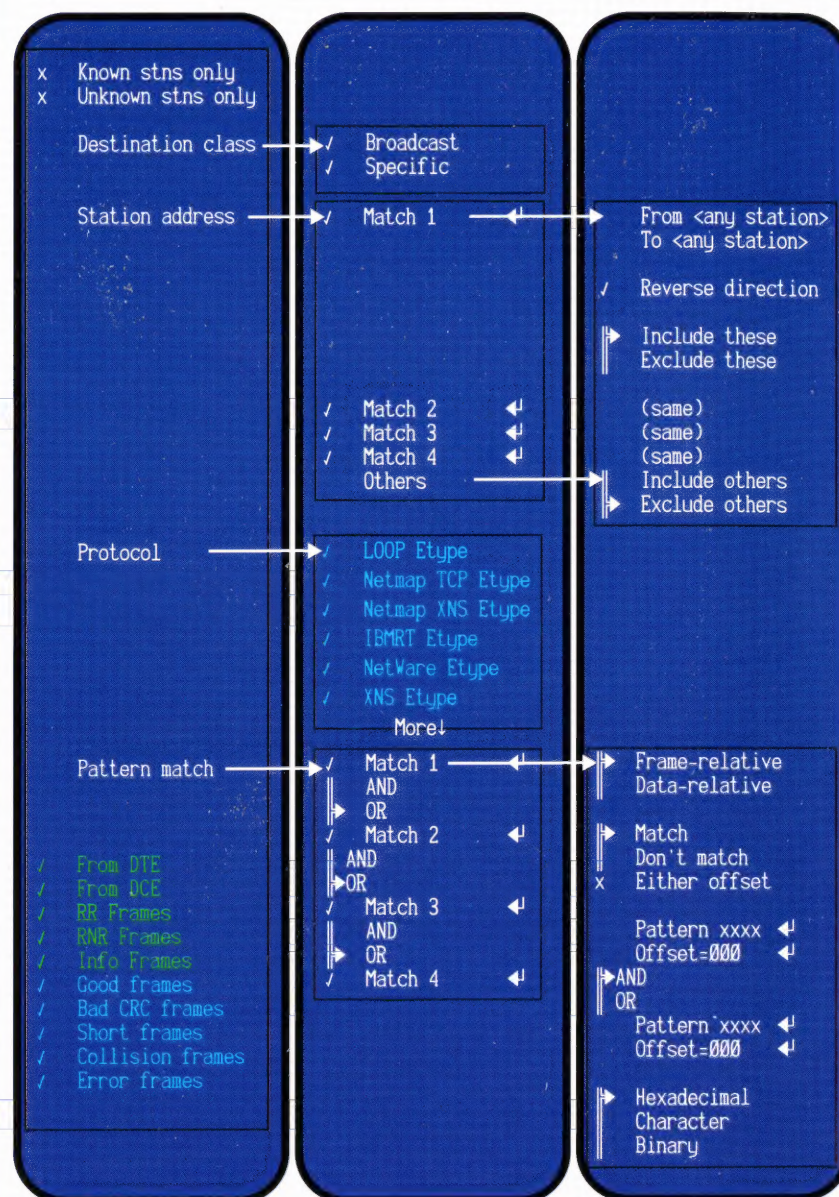 x Known stns only
x Unknown stns only
Destination class
Station address
Protocol
Pattern match
✓ From DTE
✓ From DCE
✓ RR Frames
✓ RNR Frames
✓ Info Frames
✓ Good frames
✓ Bad CRC frames
✓ Short frames
✓ Collision frames
✓ Error frames
✓ Broadcast
✓ Specific
✓ Match 1 ↵
✓ Match 2 ↵
✓ Match 3 ↵
✓ Match 4 ↵
Others
✓ LOOP Etype
✓ Netmap TCP Etype
✓ Netmap XNS Etype
✓ IBMRT Etype
✓ NetWare Etype
✓ XNS Etype
More↓
✓ Match 1 ↵
AND
OR
✓ Match 2 ↵
AND
OR
✓ Match 3 ↵
AND
OR
✓ Match 4 ↵
From <any station>
To <any station>
✓ Reverse direction
Include these
Exclude these
(same)
(same)
(same)
Include others
Exclude others
Frame-relative
Data-relative
Match
Don't match
x Either offset
Pattern xxxx ↵
Offset=000 ↵
AND
OR
Pattern xxxx ↵
Offset=000 ↵
Hexadecimal
Character
Binary